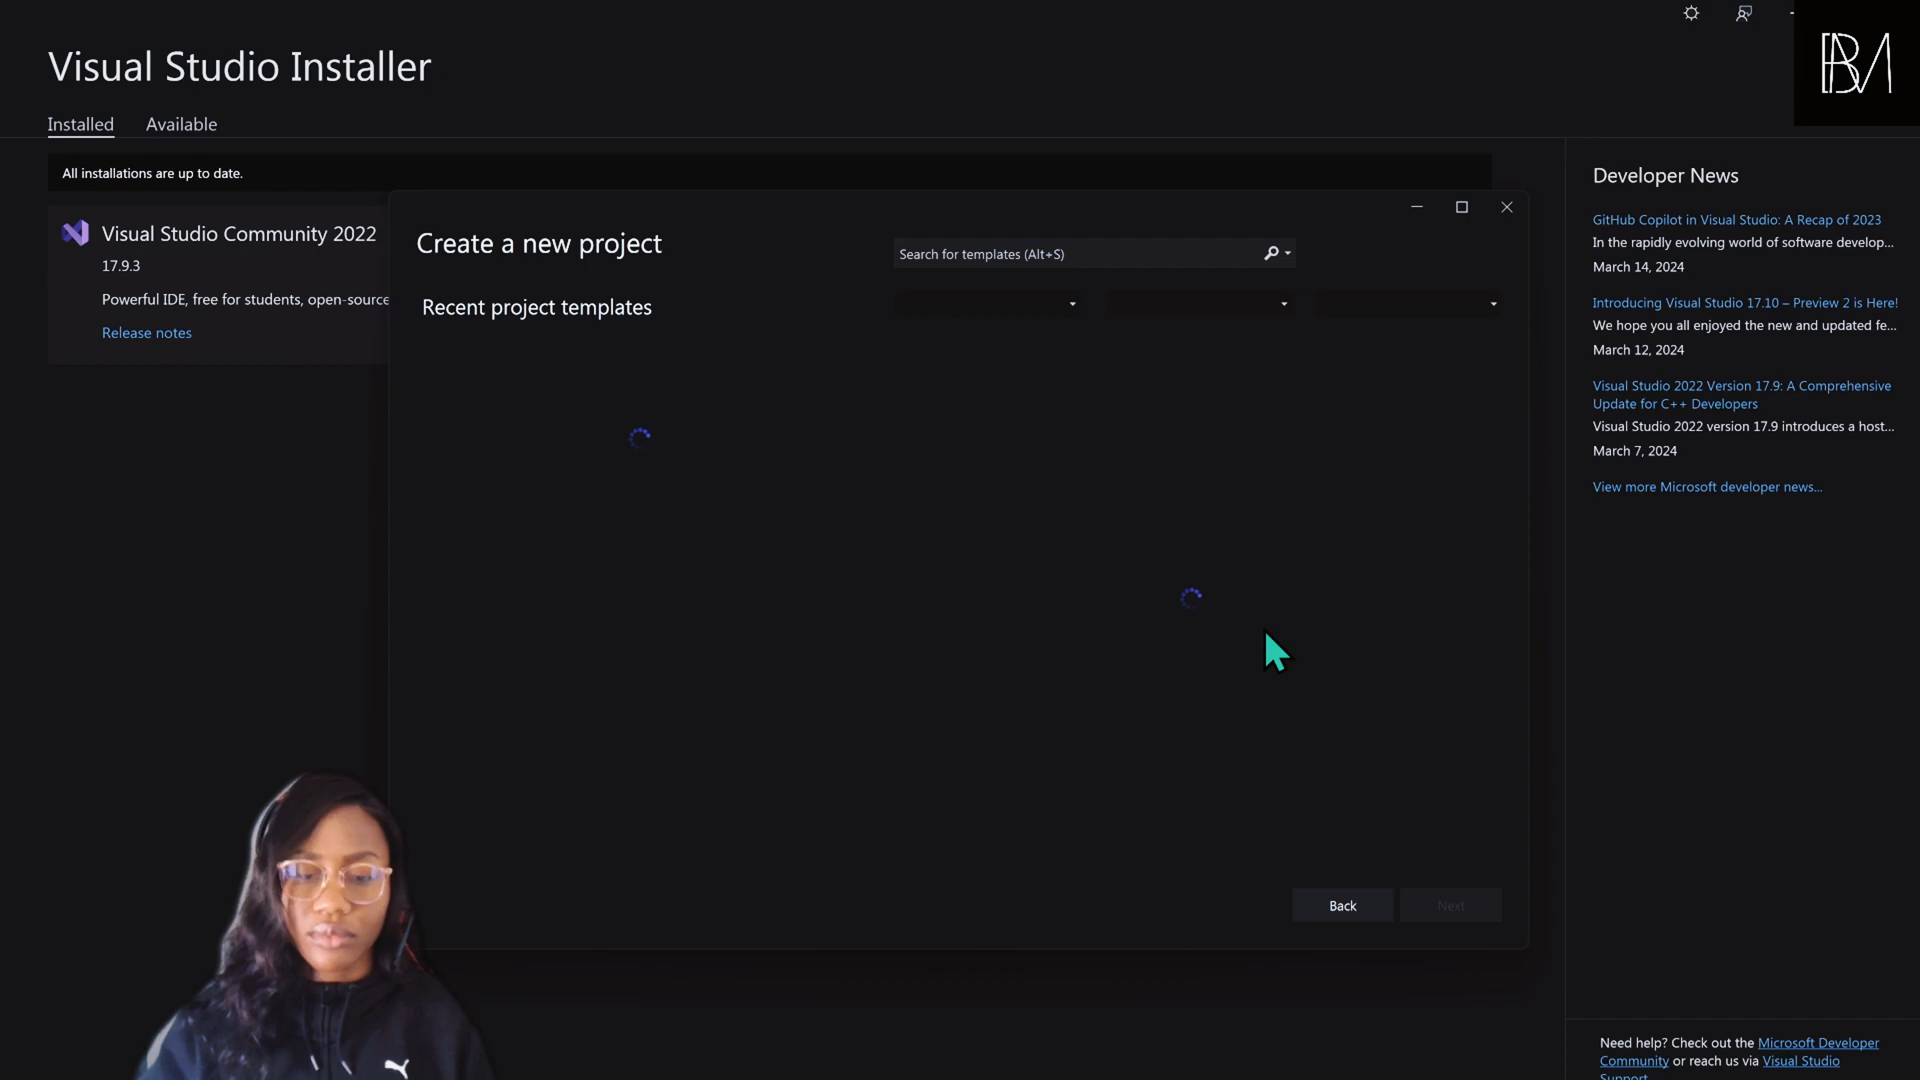 Visual Studio Installer
Installed
Available
All installations are up to date.
Visual Studio Community 2022
17.9.3
Powerful IDE, free for students, open-source
Release notes
Create a new project
Search for templates (Alt+S)
Recent project templates
Back
Next
Developer News
GitHub Copilot in Visual Studio: A Recap of 2023
In the rapidly evolving world of software develop...
March 14, 2024
Introducing Visual Studio 17.10 – Preview 2 is Here!
We hope you all enjoyed the new and updated fe...
March 12, 2024
Visual Studio 2022 Version 17.9: A Comprehensive
Update for C++ Developers
Visual Studio 2022 version 17.9 introduces a host...
March 7, 2024
View more Microsoft developer news...
Need help? Check out the Microsoft Developer
Community or reach us via Visual Studio
Support